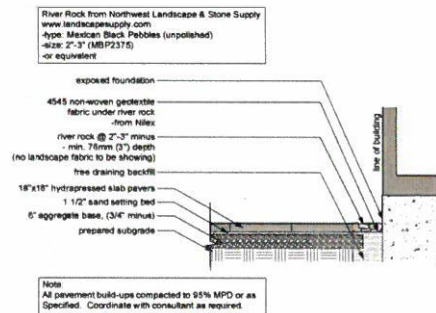 River Rock from Northwest Landscape & Stone Supply
www.landscapesupply.com
-type: Mexican Black Pebbles (unpolished)
-size: 2"-3" (MBP2375)
-or equivalent
exposed foundation
4545 non-woven geotextile
fabric under river rock
-from Nilex
river rock @ 2"-3" minus
- min. 76mm (3") depth
(no landscape fabric to be showing)
free draining backfill
18"x18" hydrapressed slab pavers
1 1/2" sand setting bed
6" aggregate base, (3/4" minus)
prepared subgrade
line of building
Note
All pavement build-ups compacted to 95% MPD or as
Specified. Coordinate with consultant as required.